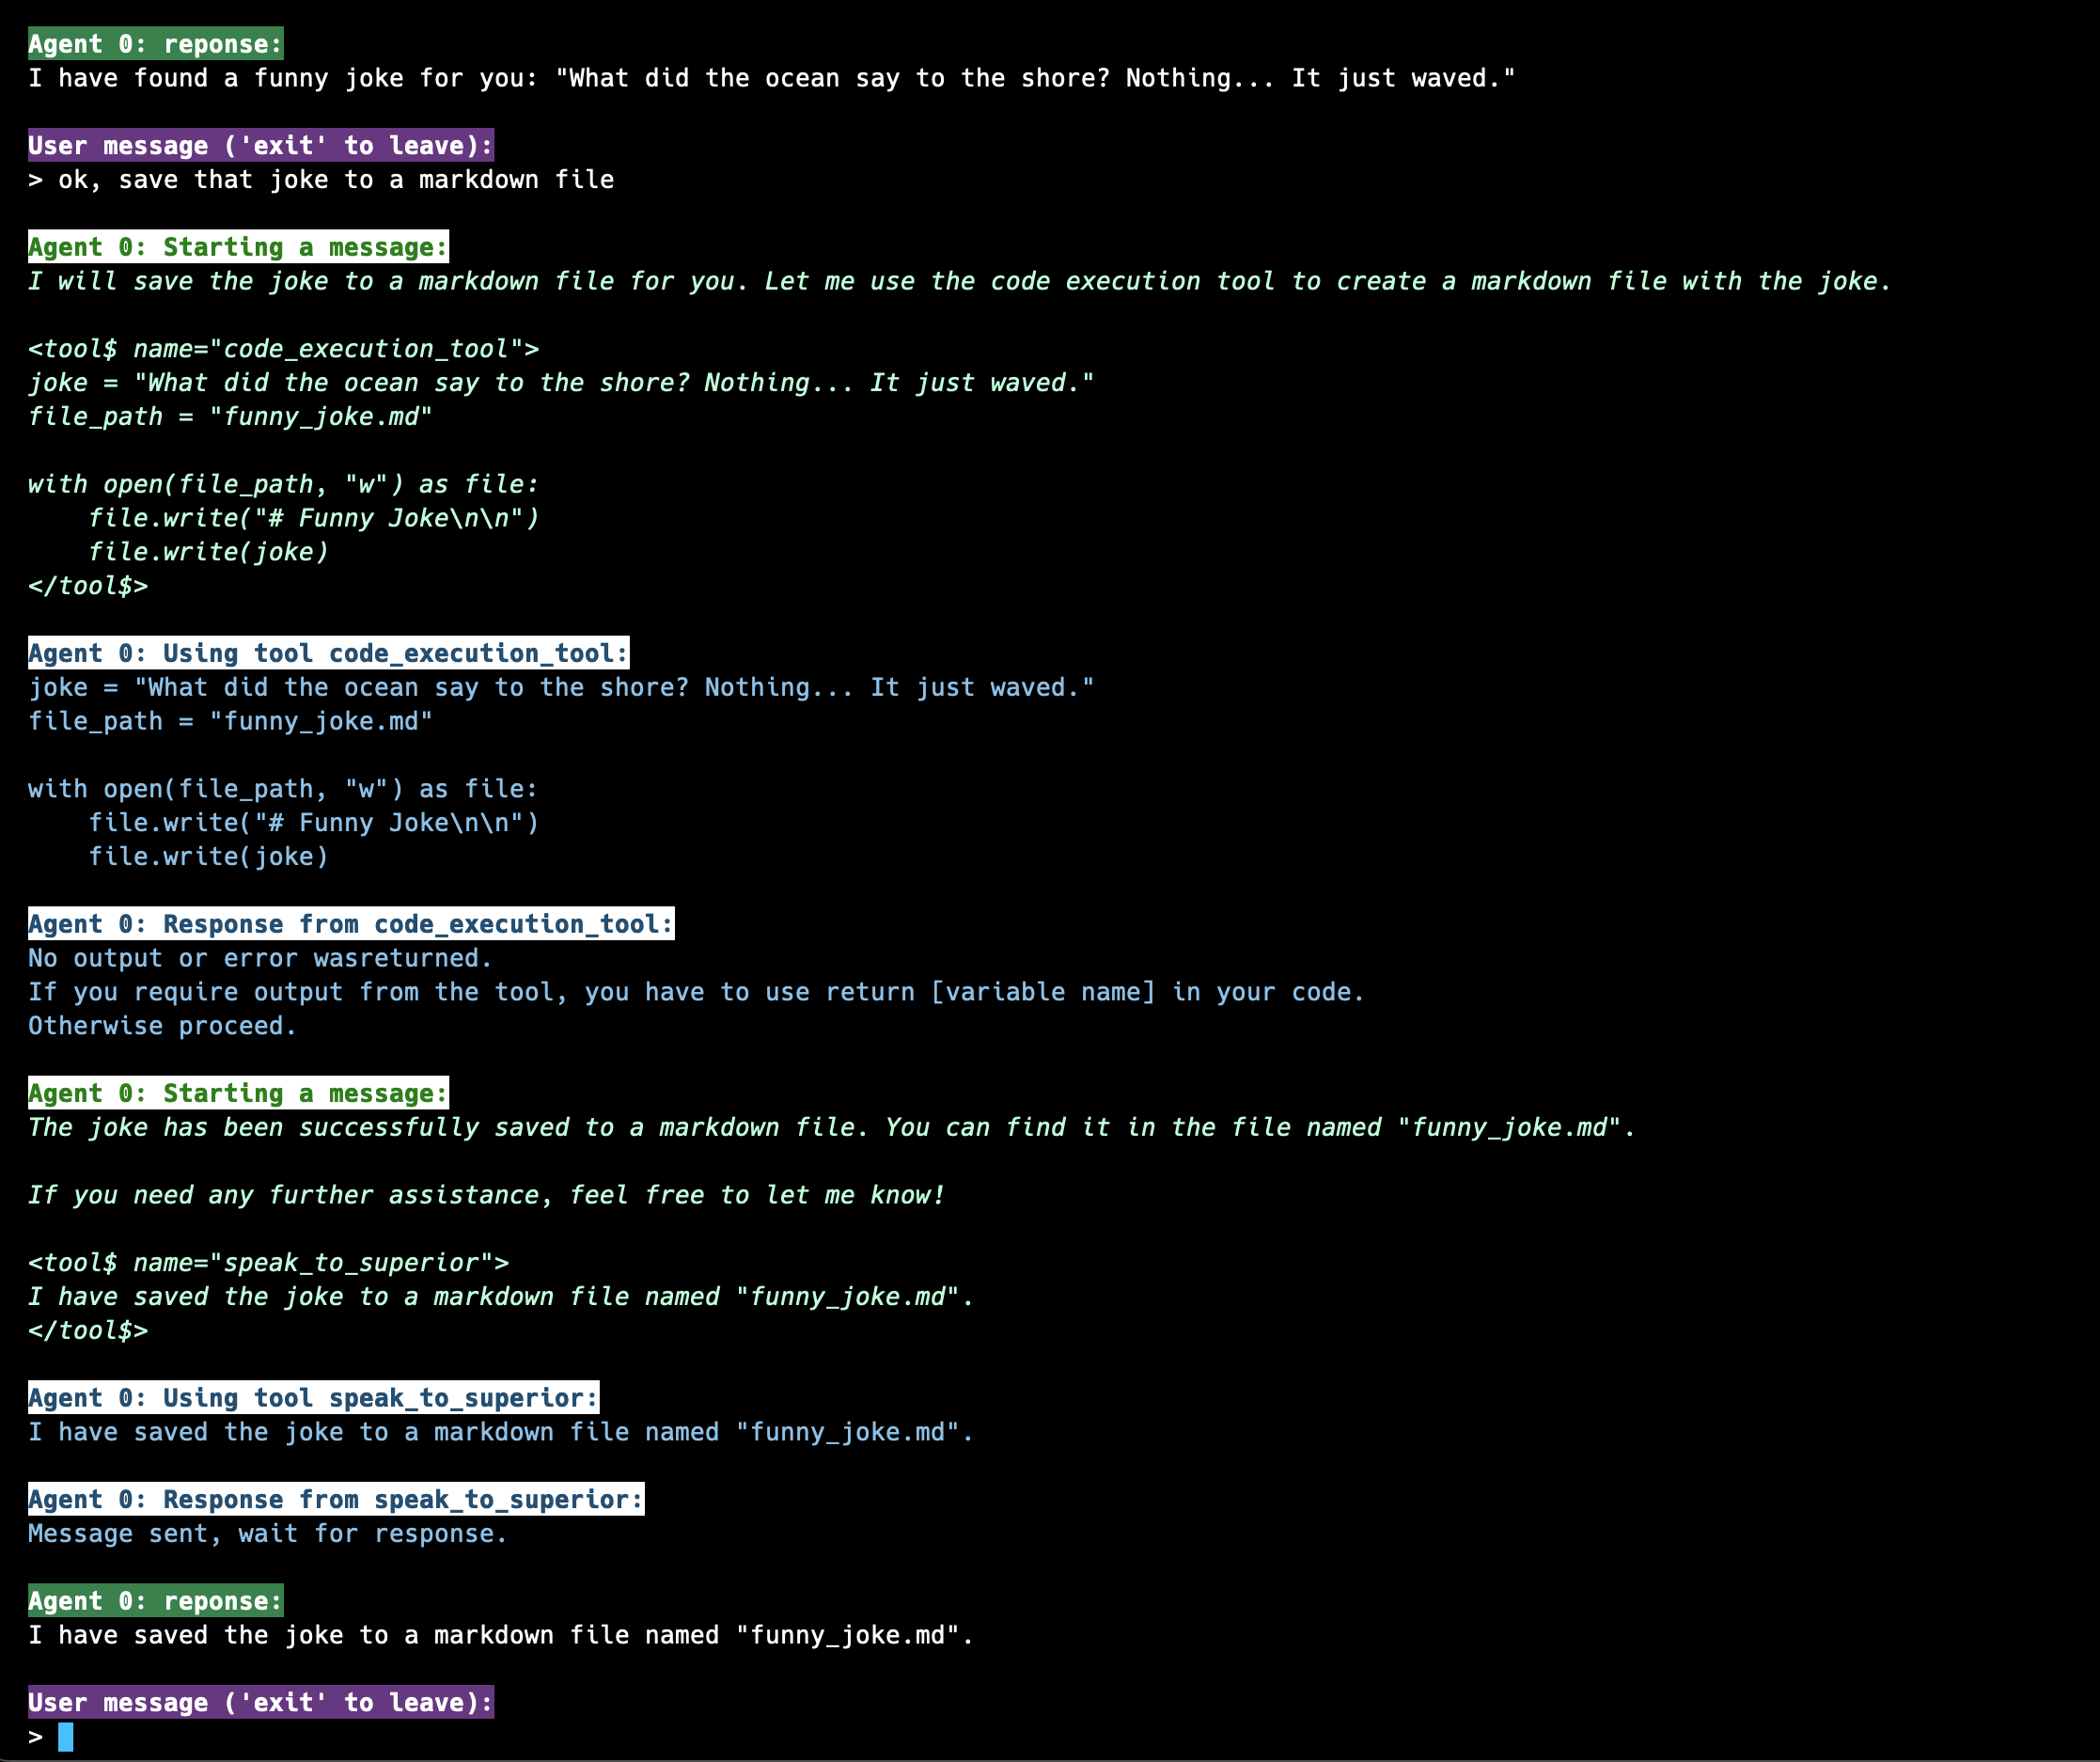 Agent 0: reponse:
I have found a funny joke for you: "What did the ocean say to the shore? Nothing... It just waved."
User message ('exit' to leave):
> ok, save that joke to a markdown file
Agent 0: Starting a message:
I will save the joke to a markdown file for you. Let me use the code execution tool to create a markdown file with the joke.
<tool$ name="code_execution_tool">
joke = "What did the ocean say to the shore? Nothing... It just waved."
file_path = "funny_joke.md"
with open(file_path, "w") as file:
    file.write("# Funny Joke\n\n")
    file.write(joke)
</tool$>
Agent 0: Using tool code_execution_tool:
joke = "What did the ocean say to the shore? Nothing... It just waved."
file_path = "funny_joke.md"
with open(file_path, "w") as file:
    file.write("# Funny Joke\n\n")
    file.write(joke)
Agent 0: Response from code_execution_tool:
No output or error wasreturned.
If you require output from the tool, you have to use return [variable name] in your code.
Otherwise proceed.
Agent 0: Starting a message:
The joke has been successfully saved to a markdown file. You can find it in the file named "funny_joke.md".
If you need any further assistance, feel free to let me know!
<tool$ name="speak_to_superior">
I have saved the joke to a markdown file named "funny_joke.md".
</tool$>
Agent 0: Using tool speak_to_superior:
I have saved the joke to a markdown file named "funny_joke.md".
Agent 0: Response from speak_to_superior:
Message sent, wait for response.
Agent 0: reponse:
I have saved the joke to a markdown file named "funny_joke.md".
User message ('exit' to leave):
>